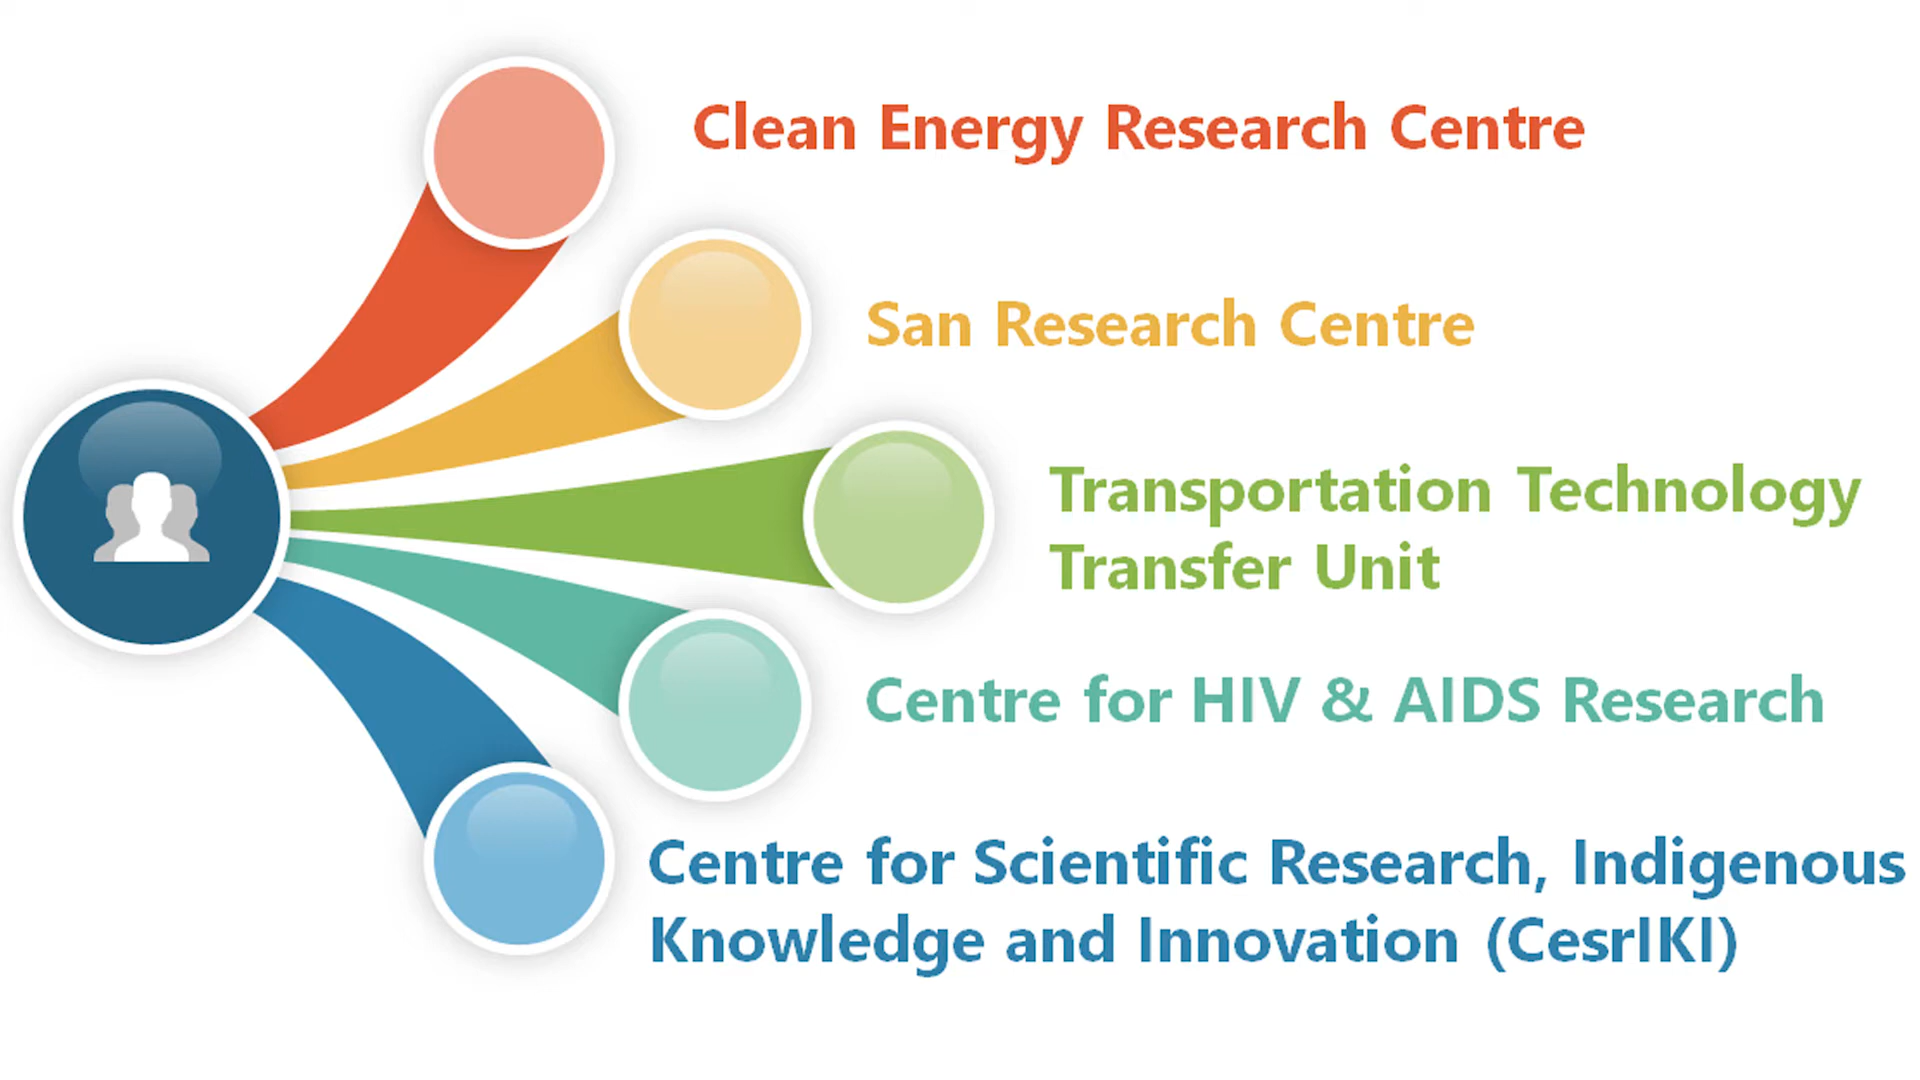 Clean Energy Research Centre
San Research Centre
Transportation Technology
Transfer Unit
Centre for HIV & AIDS Research
Centre for Scientific Research, Indigenous
Knowledge and Innovation (CesrIKI)